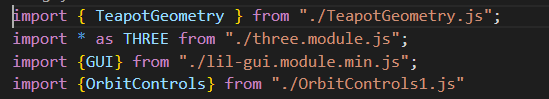 import { TeapotGeometry } from "./TeapotGeometry.js";
import * as THREE from "./three.module.js";
import {GUI} from "./lil-gui.module.min.js";
import {OrbitControls} from "./OrbitControls1.js"